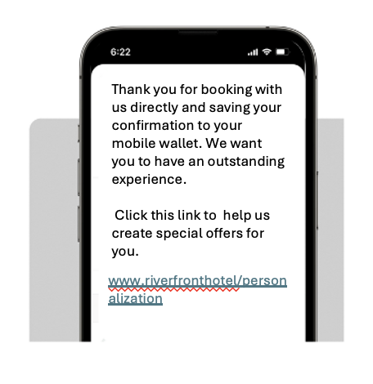 6:22
Thank you for booking with
us directly and saving your
confirmation to your
mobile wallet. We want
you to have an outstanding
experience.
Click this link to  help us
create special offers for
you.
www.riverfronthotel/person
alization